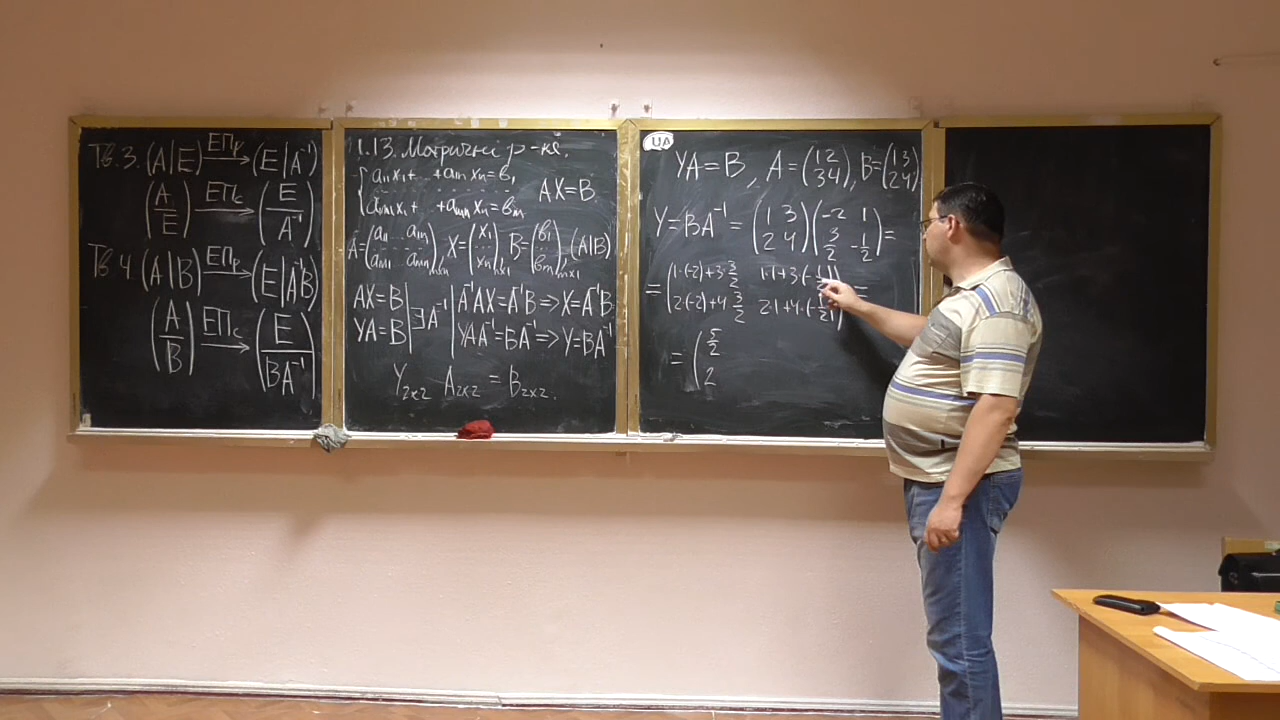 Тв.3. (A|E) ЕПр→ (E|A⁻¹)
(A/E) ЕПс→ (E/A⁻¹)
Тв 4 (A|B) ЕПр→ (E|A⁻¹B)
(A/B) ЕПс→ (E/BA⁻¹)
1.13. Матричні р-ня.
{a₁₁x₁+ ... +a₁ₙxₙ=b₁
AX=B
aₘ₁x₁+ ... +aₘₙxₙ=bₘ
A=(a₁₁...a₁ₙ aₘ₁ aₘₙ)ₘₓₙ, X=(x₁ ... xₙ)ₙₓ₁ B=(b₁ ... bₘ)ₘₓ₁, (A|B)
AX=B | ∃A⁻¹ | A⁻¹AX=A⁻¹B => X=A⁻¹B
YA=B | YAA⁻¹=BA⁻¹ => Y=BA⁻¹
Y₂ₓ₂ A₂ₓ₂ = B₂ₓ₂.
UA
YA=B, A=(1 2 3 4), B=(1 3 2 4)
Y=BA⁻¹=(1 3 2 4)(-2 1 3/2 -1/2)=
=(1·(-2)+3·3/2 1·1+3·(-1/2)
2·(-2)+4 3/2 2·1+4·(-1/2)) =
=(5/2
2